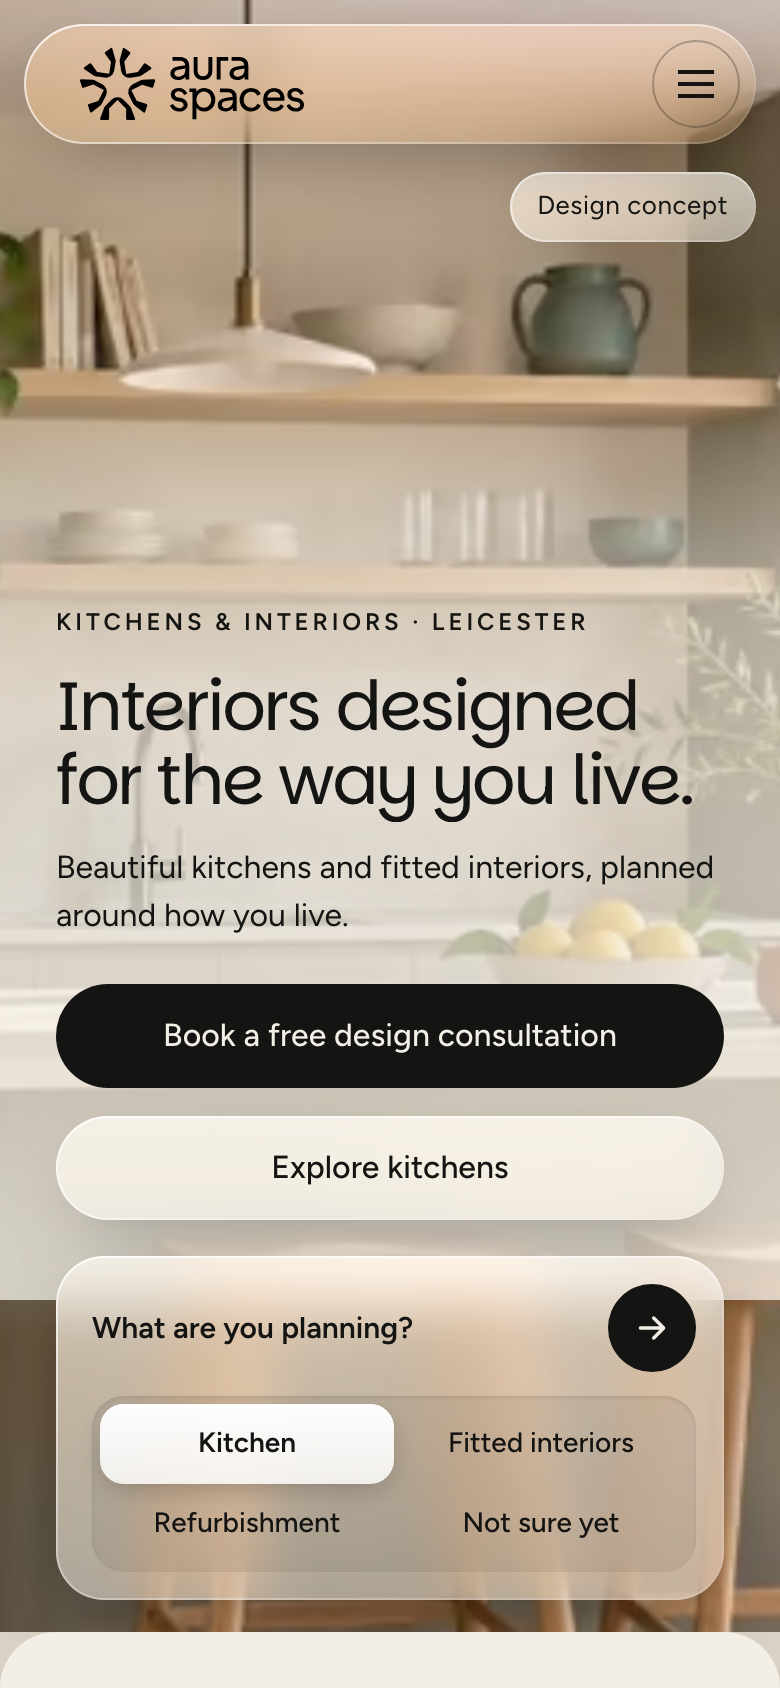 aura
spaces
Design concept
KITCHENS & INTERIORS · LEICESTER
Interiors designed
for the way you live.
Beautiful kitchens and fitted interiors, planned
around how you live.
Book a free design consultation
Explore kitchens
What are you planning?
Kitchen
Fitted interiors
Refurbishment
Not sure yet